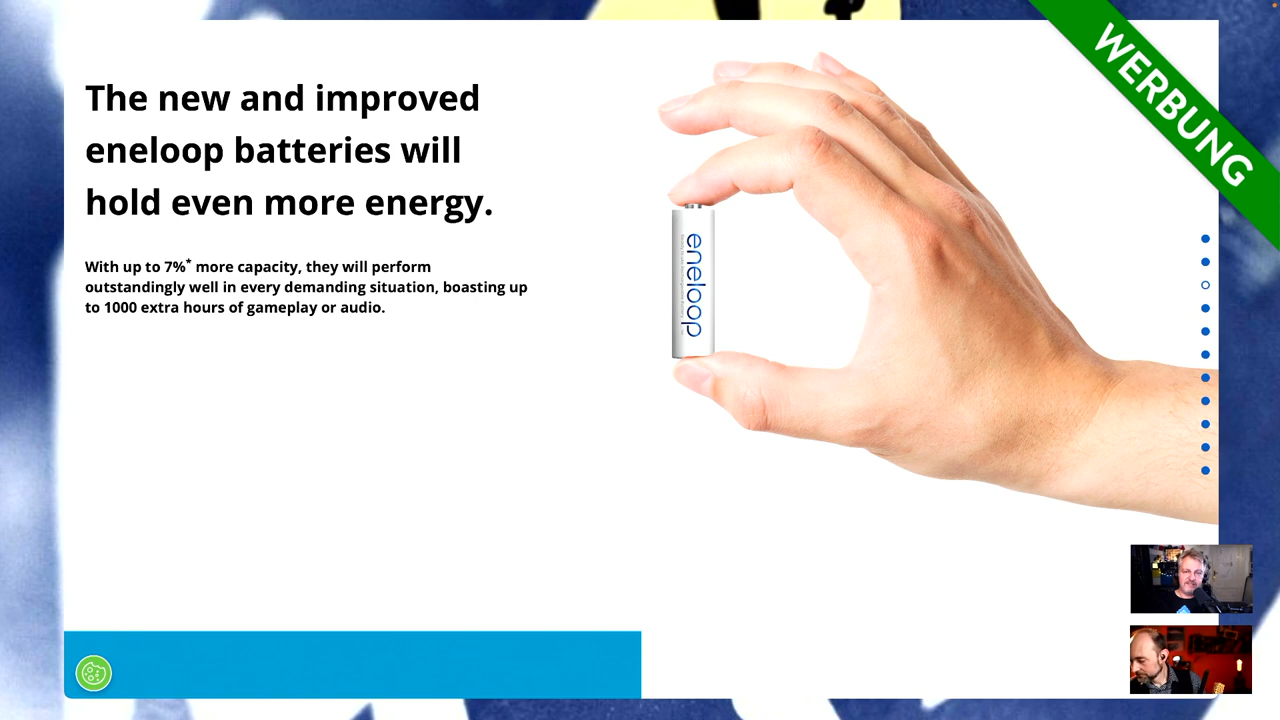 The new and improved
eneloop batteries will
hold even more energy.
With up to 7%* more capacity, they will perform
outstandingly well in every demanding situation, boasting up
to 1000 extra hours of gameplay or audio.
eneloop
WERBUNG